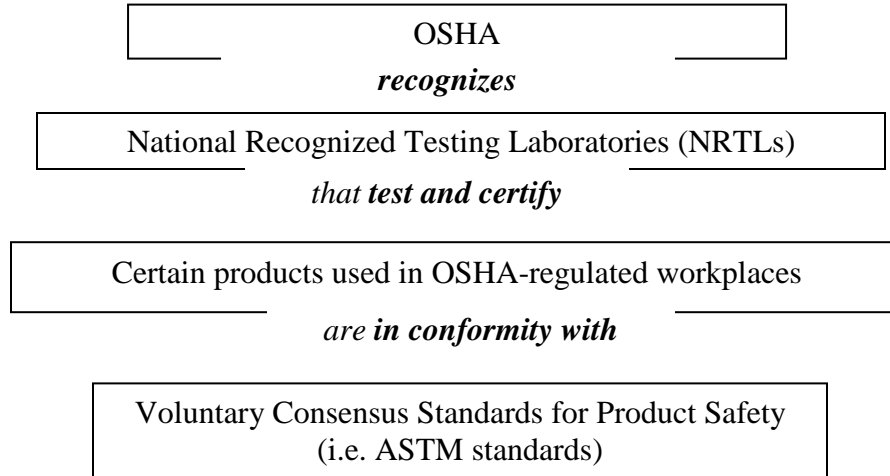 OSHA
recognizes
National Recognized Testing Laboratories (NRTLs)
that test and certify
Certain products used in OSHA-regulated workplaces
are in conformity with
Voluntary Consensus Standards for Product Safety
(i.e. ASTM standards)